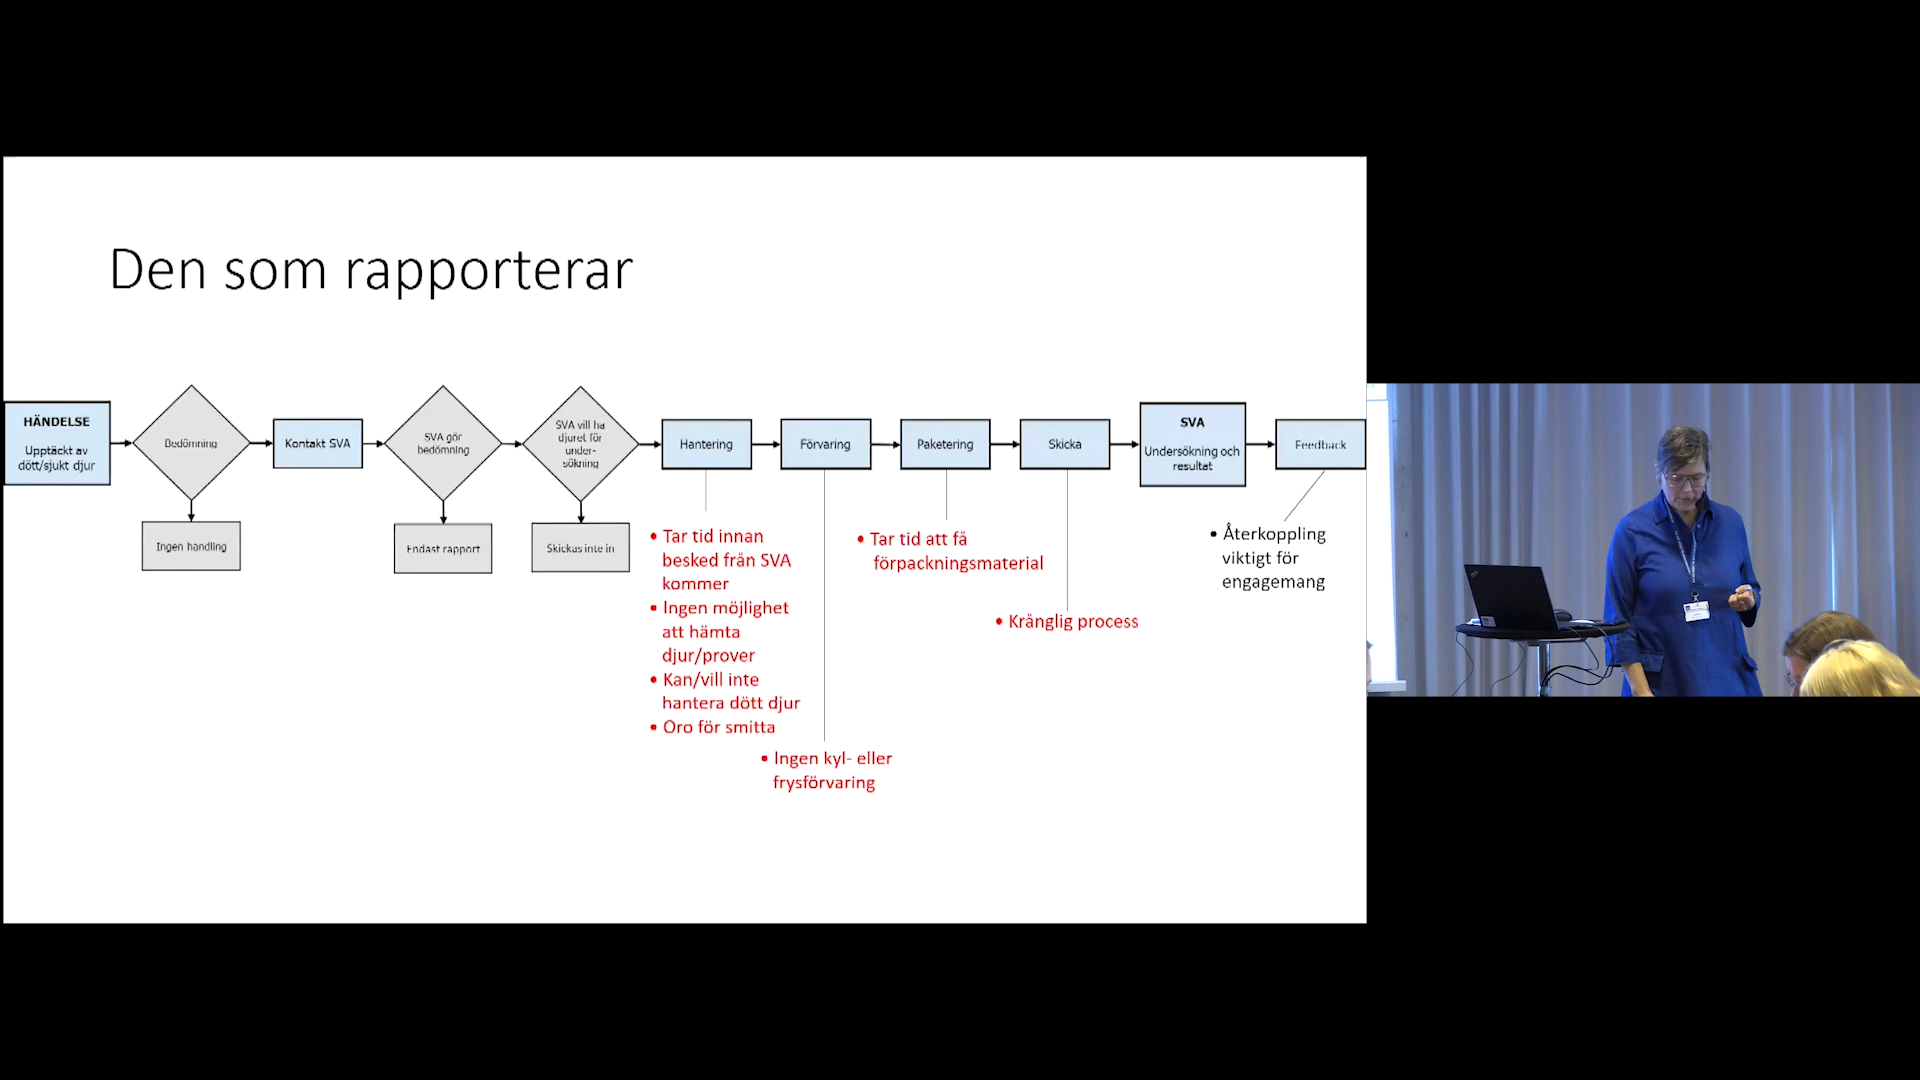 Den som rapporterar
HÄNDELSE
Upptäckt av
dött/sjukt djur
Bedömning
Ingen handling
Kontakt SVA
SVA gör
bedömning
Endast rapport
SVA vill ha
djuret för
under-
sökning
Skickas inte in
Hantering
Förvaring
Paketering
Skicka
SVA
Undersökning och
resultat
Feedback
• Tar tid innan
besked från SVA
kommer
• Ingen möjlighet
att hämta
djur/prover
• Kan/vill inte
hantera dött djur
• Oro för smitta
• Ingen kyl- eller
frysförvaring
• Tar tid att få
förpackningsmaterial
• Krånglig process
• Återkoppling
viktigt för
engagemang